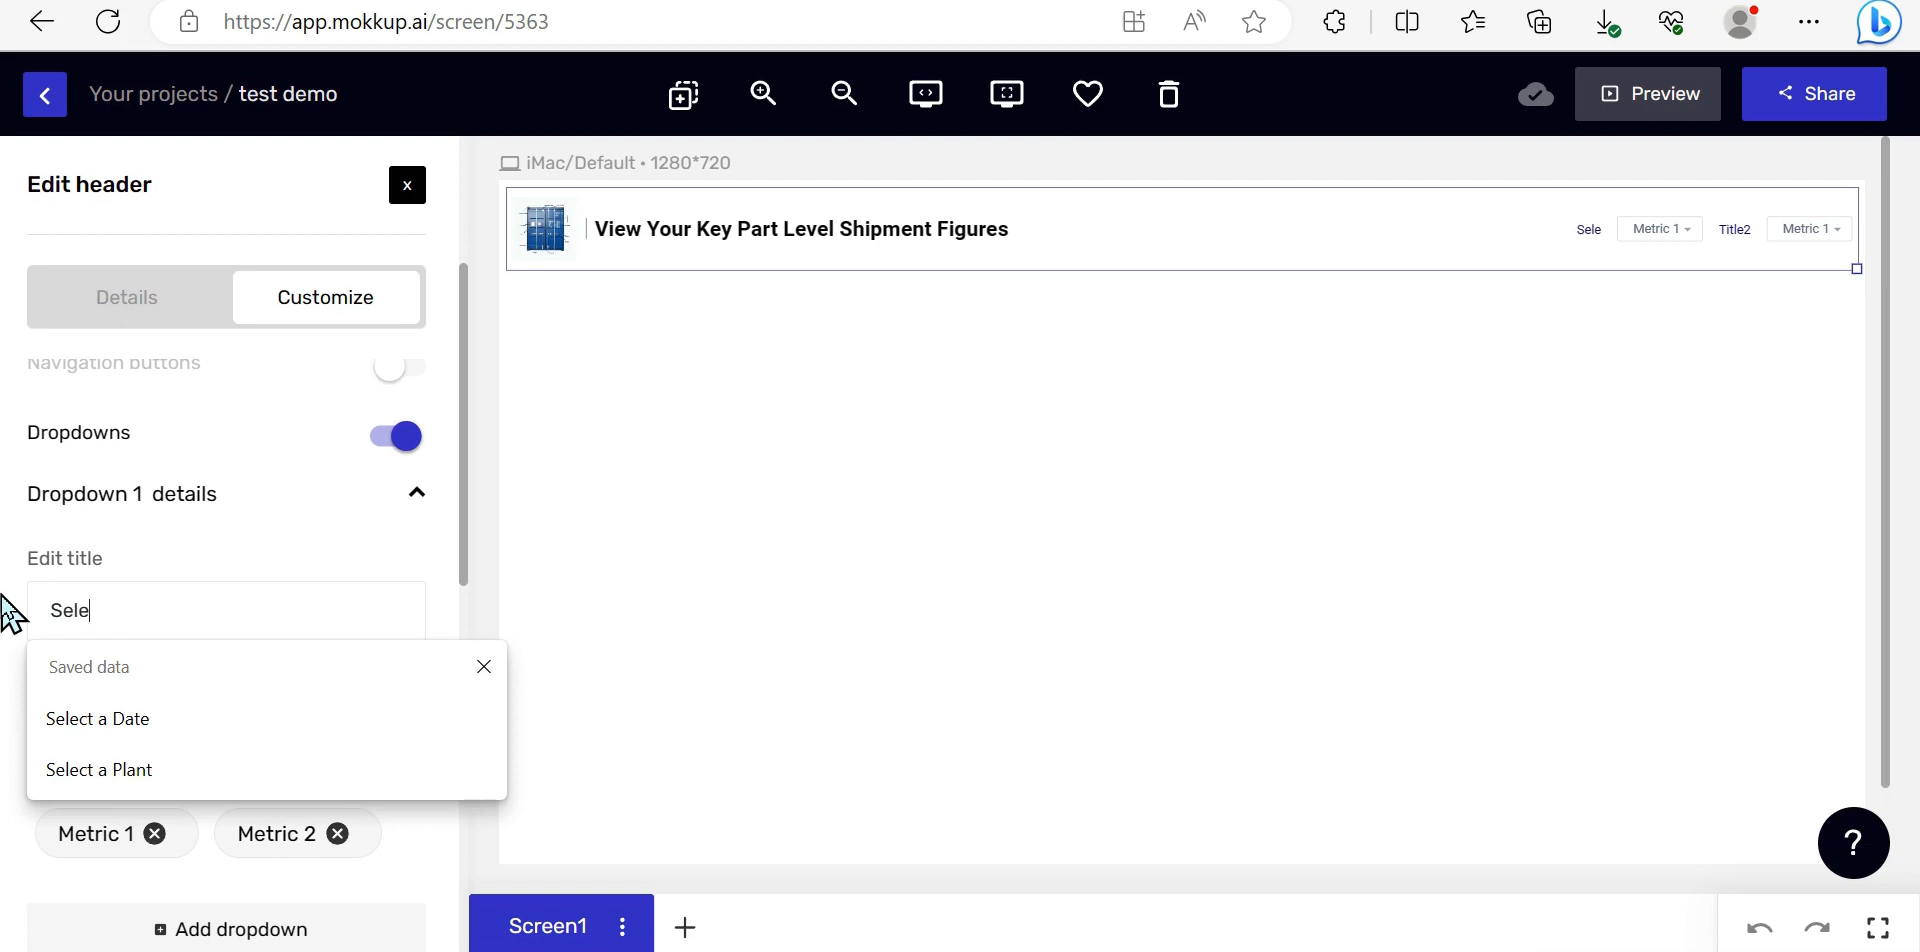 https://app.mokkup.ai/screen/5363
Your projects / test demo
Preview
Share
Edit header
x
iMac/Default • 1280*720
View Your Key Part Level Shipment Figures
Sele
Metric 1
Title2
Metric 1
Details
Customize
Navigation buttons
Dropdowns
Dropdown 1 details
Edit title
Sele
Saved data
Select a Date
Select a Plant
Metric 1
Metric 2
Add dropdown
Screen1
?